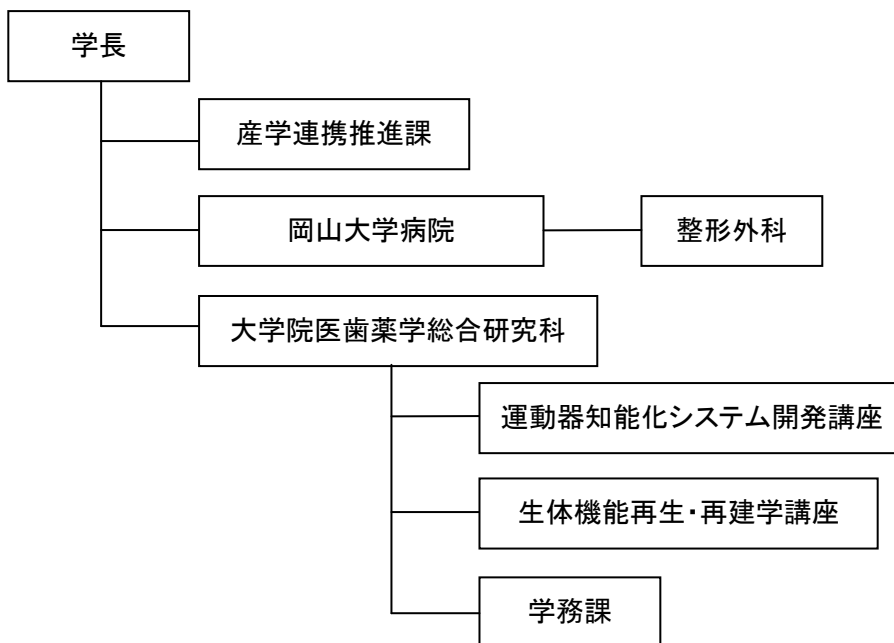 学長
産学連携推進課
岡山大学病院
整形外科
大学院医歯薬学総合研究科
運動器知能化システム開発講座
生体機能再生・再建学講座
学務課